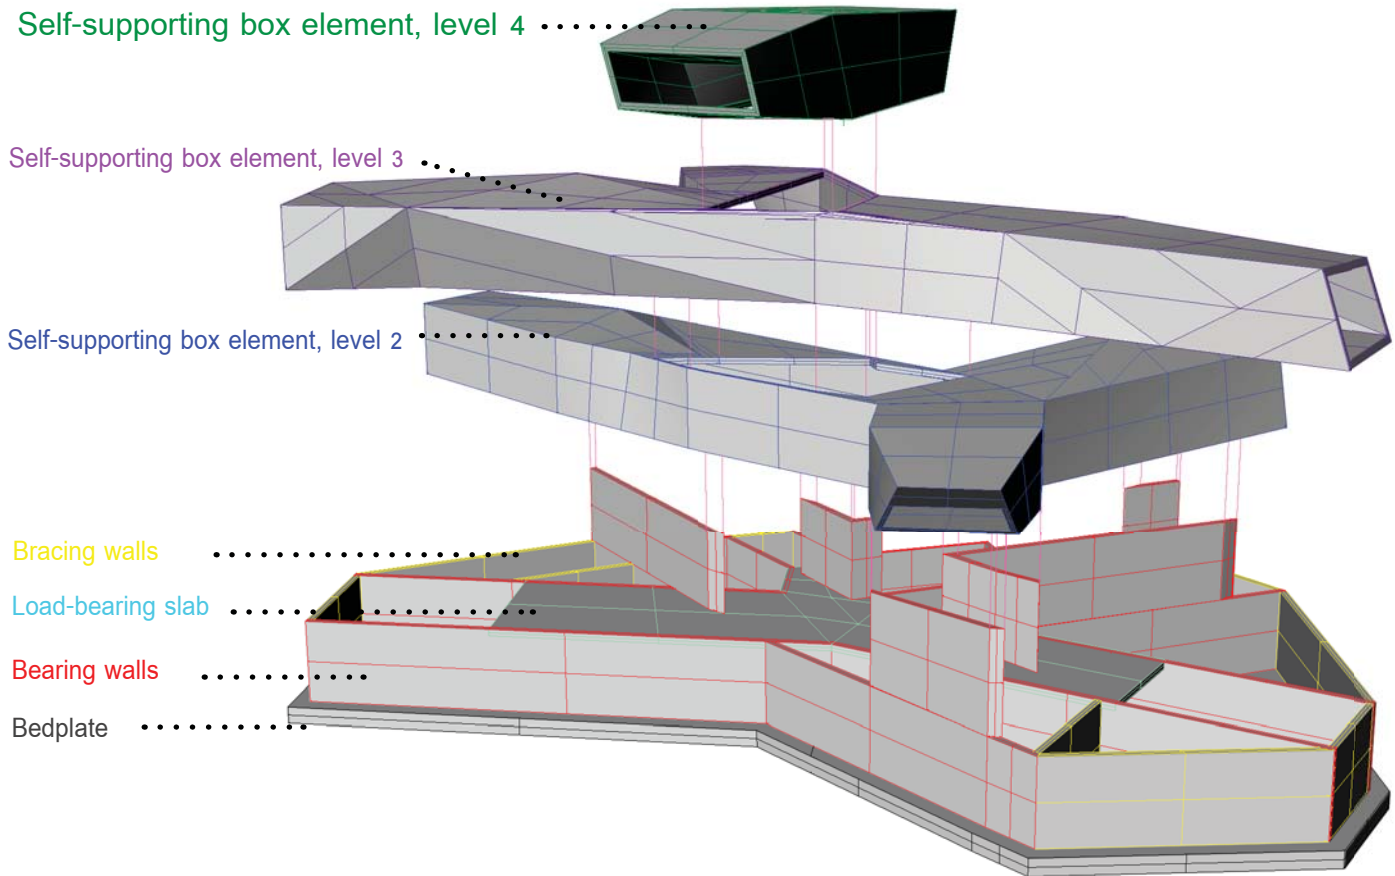 Self-supporting box element, level 4
Self-supporting box element, level 3
Self-supporting box element, level 2
Bracing walls
Load-bearing slab
Bearing walls
Bedplate